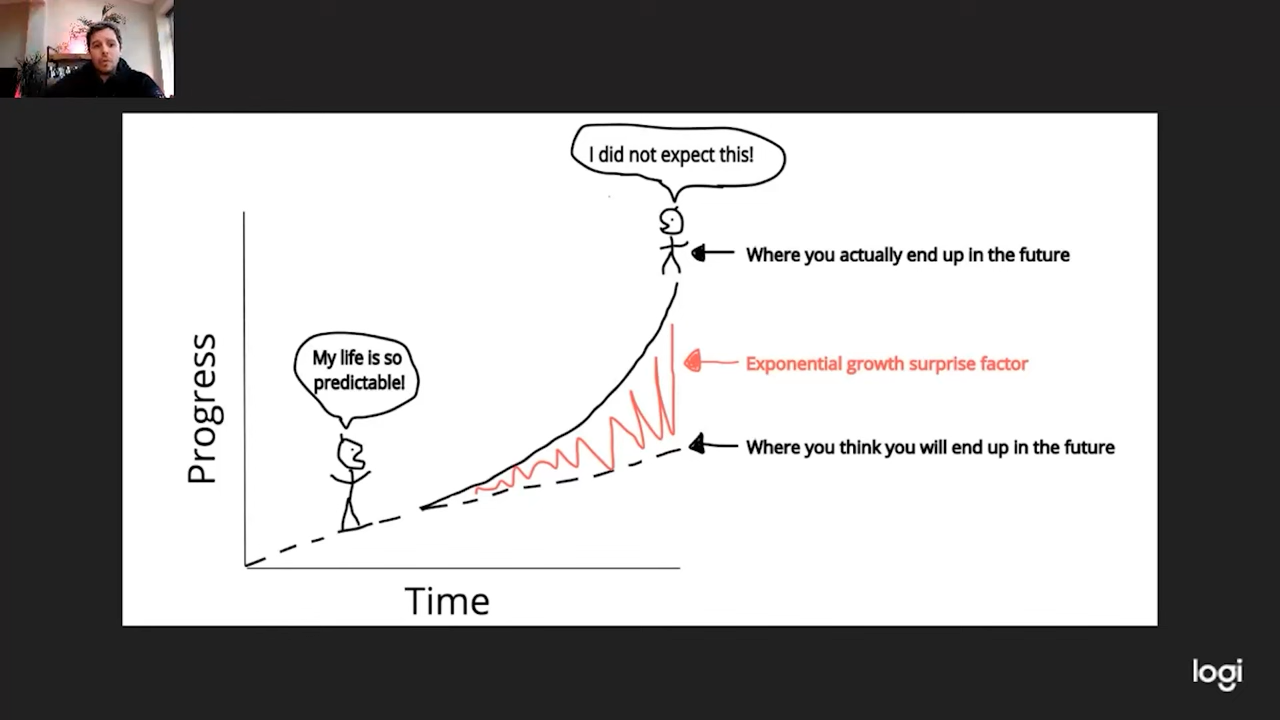 I did not expect this!
Where you actually end up in the future
My life is so
predictable!
Exponential growth surprise factor
Where you think you will end up in the future
Progress
Time
logi